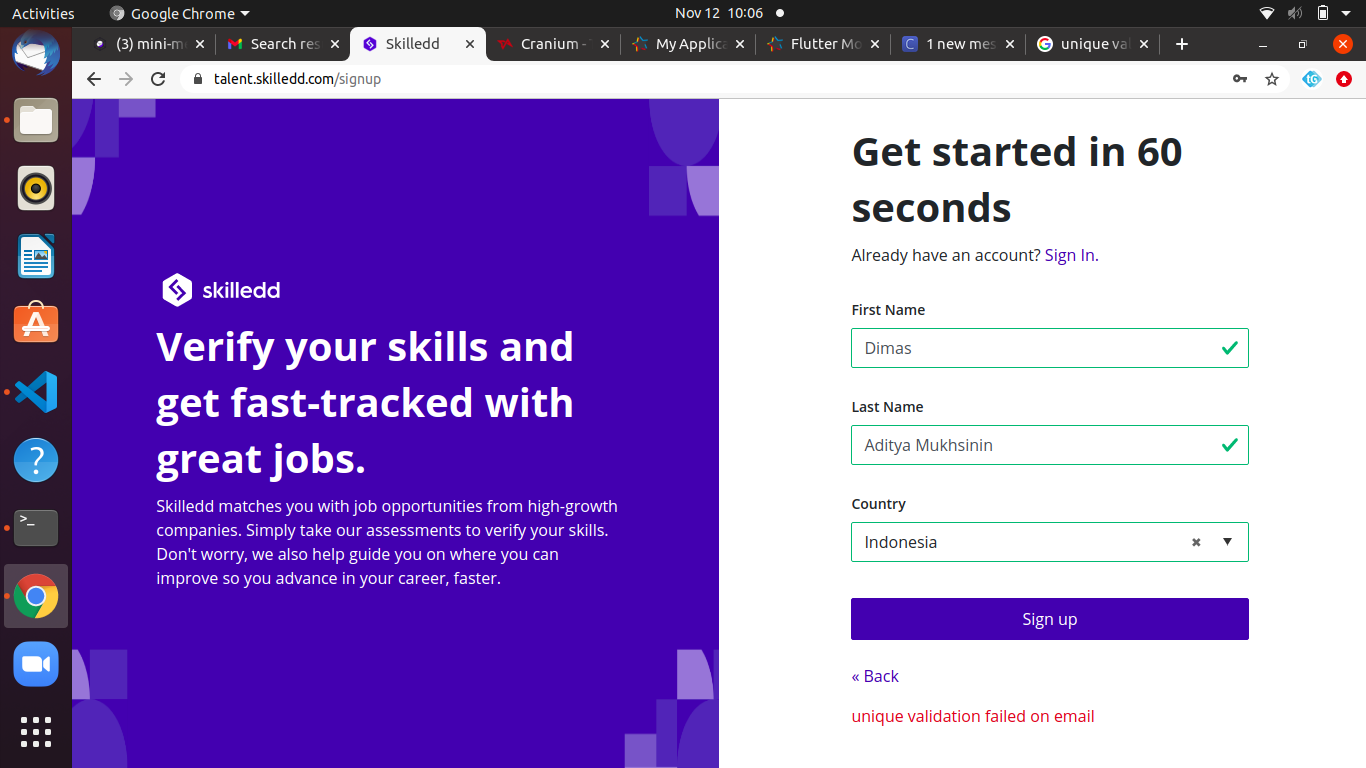 Activities
Google Chrome
Nov 12 10:06
(3) mini-m
Search res
Skilledd
Cranium -
My Applica
Flutter Mo
1 new mes
unique val
talent.skilledd.com/signup
tG
skilledd
Verify your skills and
get fast-tracked with
great jobs.
Skilledd matches you with job opportunities from high-growth
companies. Simply take our assessments to verify your skills.
Don't worry, we also help guide you on where you can
improve so you advance in your career, faster.
Get started in 60
seconds
Already have an account? Sign In.
First Name
Dimas
Last Name
Aditya Mukhsinin
Country
Indonesia
Sign up
« Back
unique validation failed on email